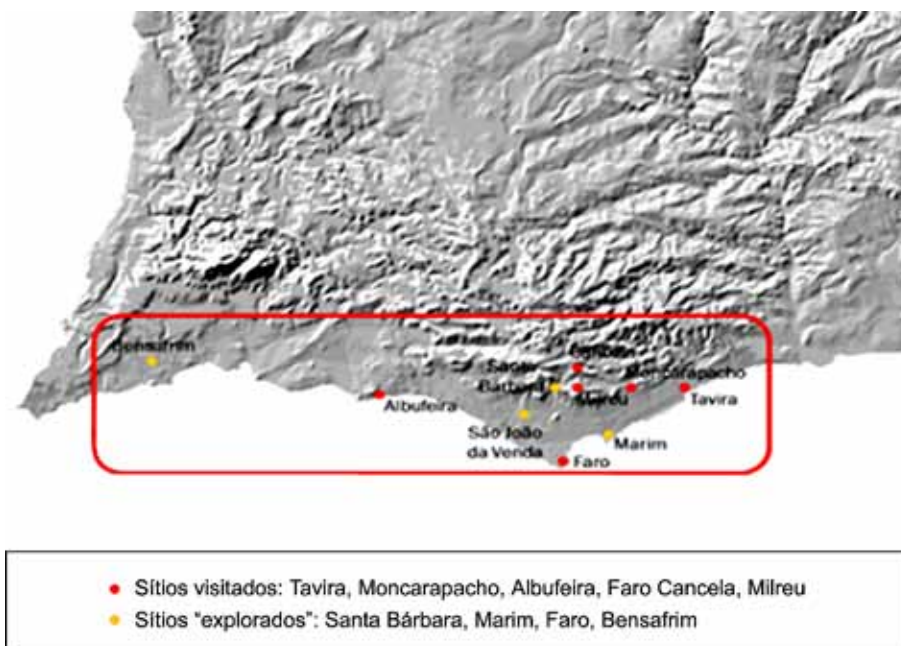 Bensafrim
Santa
Bárbara
Milreu
Moncarapacho
Tavira
Albufeira
São João
da Venda
Marim
Faro
Sítios visitados: Tavira, Moncarapacho, Albufeira, Faro Cancela, Milreu
Sítios “explorados”: Santa Bárbara, Marim, Faro, Bensafrim